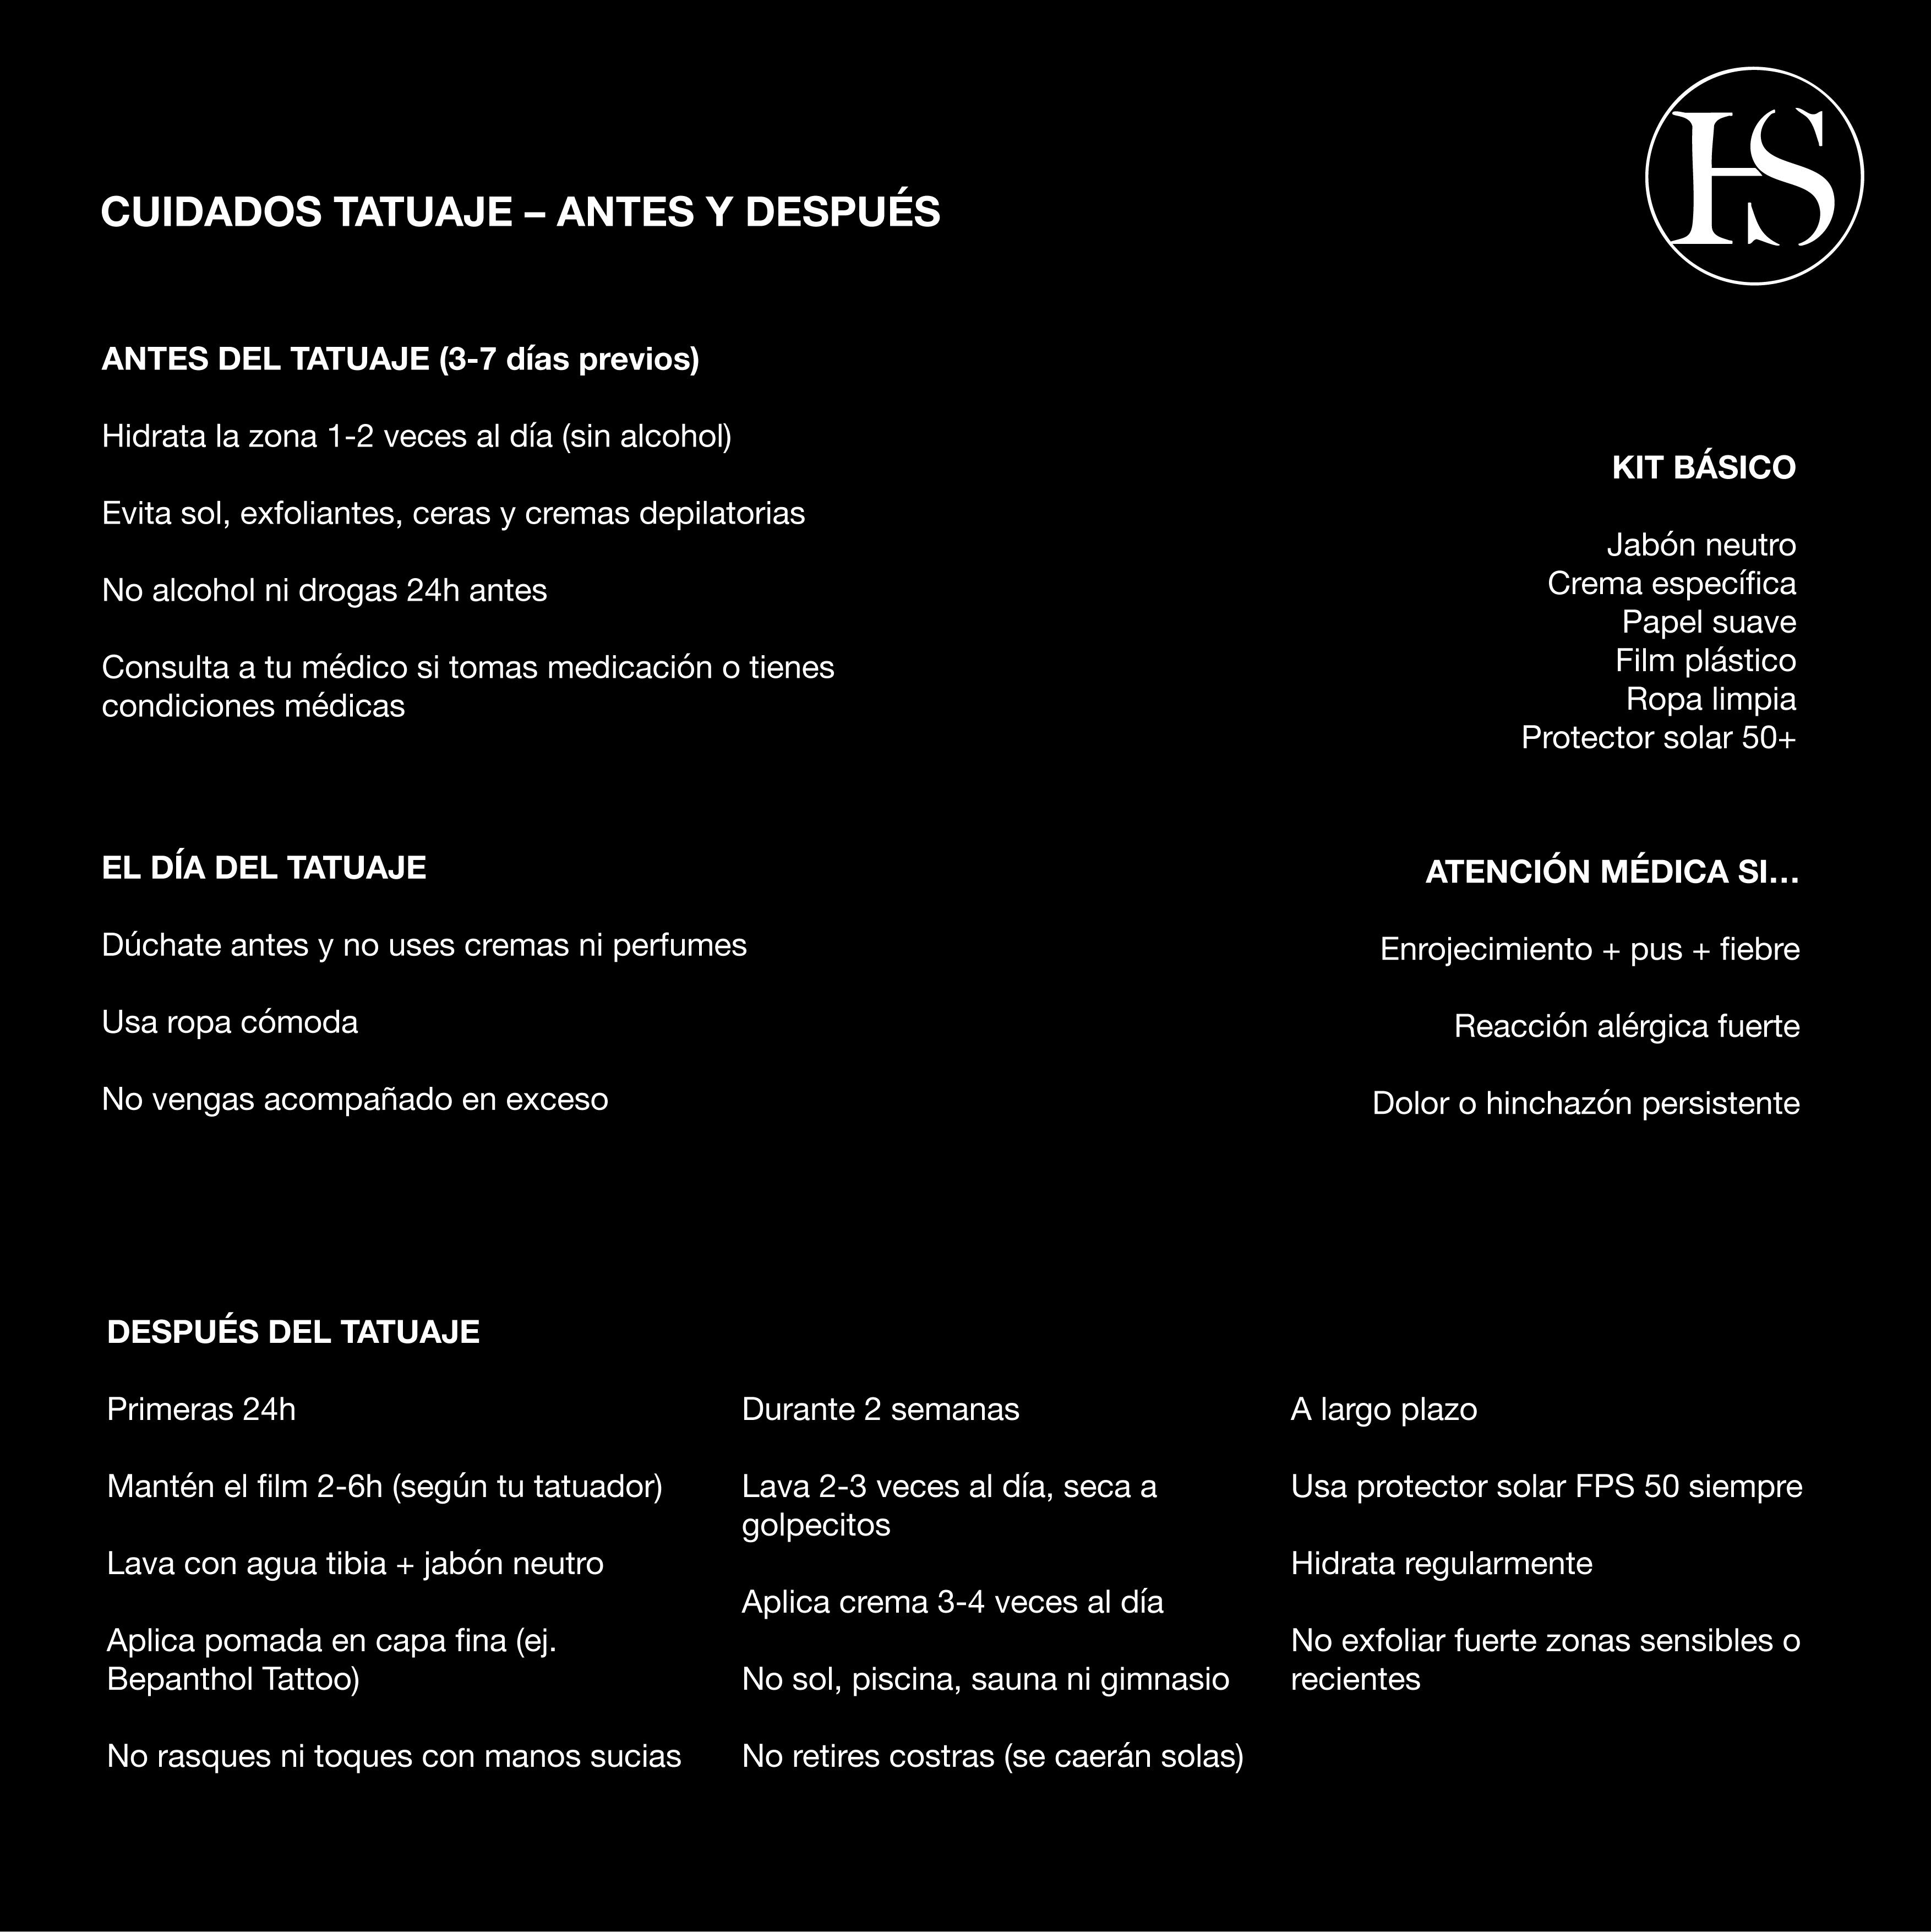 HS
CUIDADOS TATUAJE – ANTES Y DESPUÉS
ANTES DEL TATUAJE (3-7 días previos)
Hidrata la zona 1-2 veces al día (sin alcohol)
Evita sol, exfoliantes, ceras y cremas depilatorias
No alcohol ni drogas 24h antes
Consulta a tu médico si tomas medicación o tienes
condiciones médicas
KIT BÁSICO
Jabón neutro
Crema específica
Papel suave
Film plástico
Ropa limpia
Protector solar 50+
EL DÍA DEL TATUAJE
Dúchate antes y no uses cremas ni perfumes
Usa ropa cómoda
No vengas acompañado en exceso
ATENCIÓN MÉDICA SI...
Enrojecimiento + pus + fiebre
Reacción alérgica fuerte
Dolor o hinchazón persistente
DESPUÉS DEL TATUAJE
Primeras 24h
Mantén el film 2-6h (según tu tatuador)
Lava con agua tibia + jabón neutro
Aplica pomada en capa fina (ej.
Bepanthol Tattoo)
No rasques ni toques con manos sucias
Durante 2 semanas
Lava 2-3 veces al día, seca a
golpecitos
Aplica crema 3-4 veces al día
No sol, piscina, sauna ni gimnasio
No retires costras (se caerán solas)
A largo plazo
Usa protector solar FPS 50 siempre
Hidrata regularmente
No exfoliar fuerte zonas sensibles o
recientes